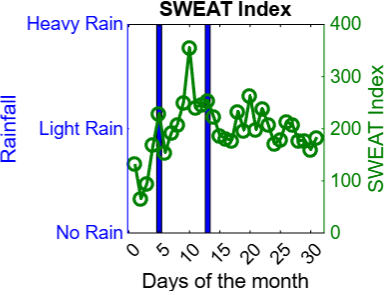 SWEAT Index
Heavy Rain
Light Rain
No Rain
Rainfall
400
300
200
100
0
SWEAT Index
0 5 10 15 20 25 30
Days of the month